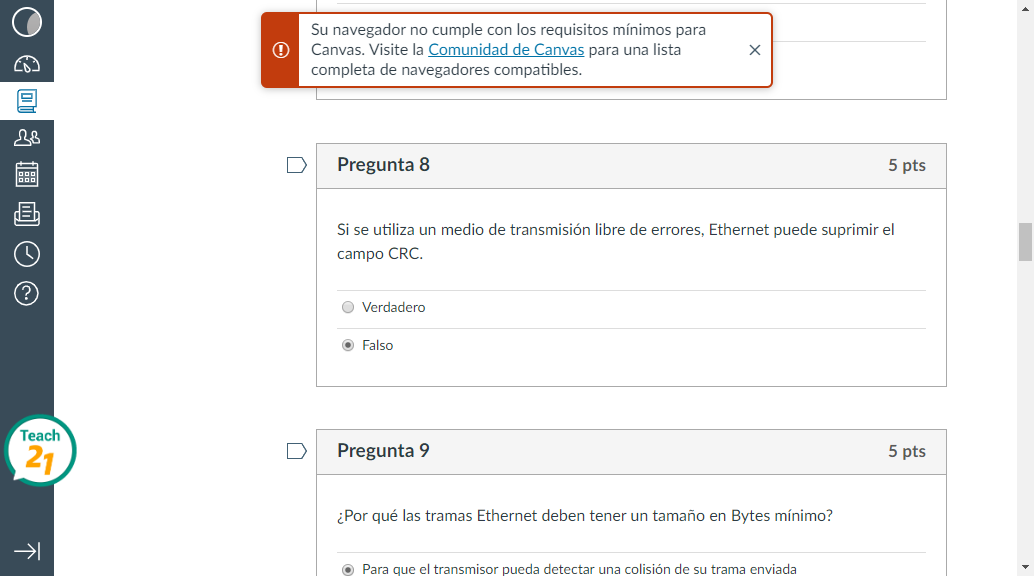 Su navegador no cumple con los requisitos mínimos para
Canvas. Visite la Comunidad de Canvas para una lista
completa de navegadores compatibles.
Pregunta 8
5 pts
Si se utiliza un medio de transmisión libre de errores, Ethernet puede suprimir el
campo CRC.
Verdadero
Falso
Teach
21
Pregunta 9
5 pts
¿Por qué las tramas Ethernet deben tener un tamaño en Bytes mínimo?
Para que el transmisor pueda detectar una colisión de su trama enviada